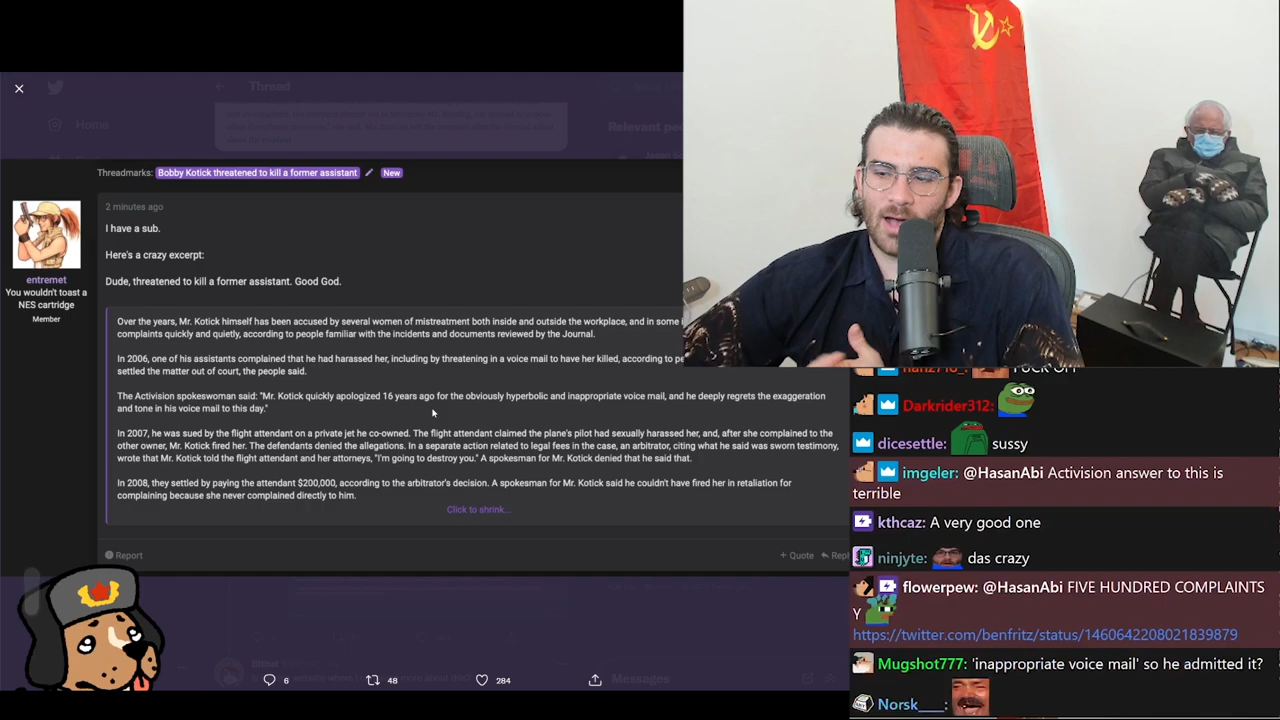 Thread
Home
Relevant
Threadmarks: Bobby Kotick threatened to kill a former assistant New
2 minutes ago
I have a sub.
Here's a crazy excerpt:
Dude, threatened to kill a former assistant. Good God.
entremet
You wouldn't toast a
NES cartridge
Member
Over the years, Mr. Kotick himself has been accused by several women of mistreatment both inside and outside the workplace, and in some
complaints quickly and quietly, according to people familiar with the incidents and documents reviewed by the Journal.
In 2006, one of his assistants complained that he had harassed her, including by threatening in a voice mail to have her killed, according to
settled the matter out of court, the people said.
The Activision spokeswoman said: "Mr. Kotick quickly apologized 16 years ago for the obviously hyperbolic and inappropriate voice mail, and he deeply regrets the exaggeration
and tone in his voice mail to this day."
In 2007, he was sued by the flight attendant on a private jet he co-owned. The flight attendant claimed the plane's pilot had sexually harassed her, and, after she complained to the
other owner, Mr. Kotick fired her. The defendants denied the allegations. In a separate action related to legal fees in the case, an arbitrator, citing what he said was sworn testimony,
wrote that Mr. Kotick told the flight attendant and her attorneys, "I'm going to destroy you." A spokesman for Mr. Kotick denied that he said that.
In 2008, they settled by paying the attendant $200,000, according to the arbitrator's decision. A spokesman for Mr. Kotick said he couldn't have fired her in retaliation for
complaining because she never complained directly to him.
Click to shrink...
Report
+ Quote
6 48 284
Messages
Darkrider312:
dicesettle: sussy
imgeler: @HasanAbi Activision answer to this is
terrible
kthcaz: A very good one
ninjyte: das crazy
flowerpew: @HasanAbi FIVE HUNDRED COMPLAINTS
Y
https://twitter.com/benfritz/status/1460642208021839879
Mugshot777: 'inappropriate voice mail' so he admitted it?
Norsk___: